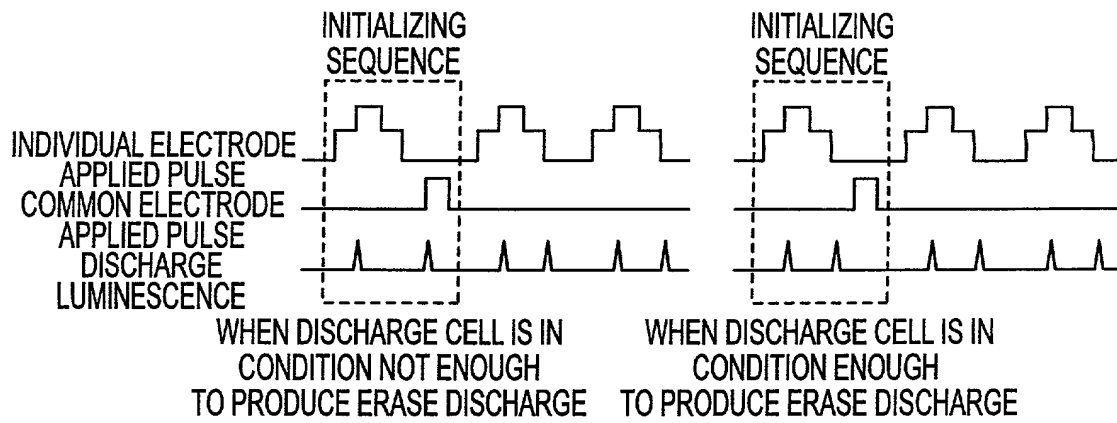 INITIALIZING
SEQUENCE
INITIALIZING
SEQUENCE
INDIVIDUAL ELECTRODE
APPLIED PULSE
COMMON ELECTRODE
APPLIED PULSE
DISCHARGE
LUMINESCENCE
WHEN DISCHARGE CELL IS IN
CONDITION NOT ENOUGH
TO PRODUCE ERASE DISCHARGE
WHEN DISCHARGE CELL IS IN
CONDITION ENOUGH
TO PRODUCE ERASE DISCHARGE